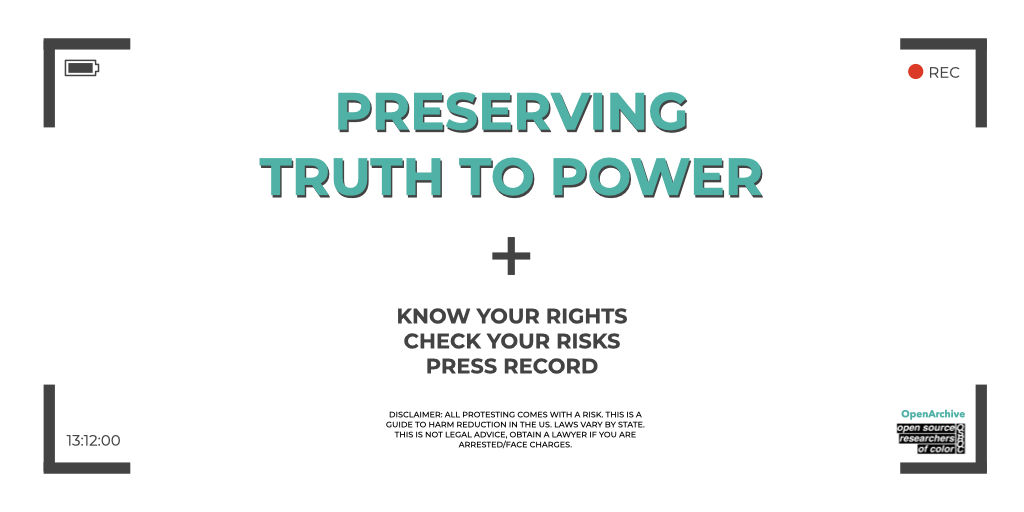 REC
PRESERVING
TRUTH TO POWER
+
KNOW YOUR RIGHTS
CHECK YOUR RISKS
PRESS RECORD
DISCLAIMER: ALL PROTESTING COMES WITH A RISK. THIS IS A
GUIDE TO HARM REDUCTION IN THE US. LAWS VARY BY STATE.
THIS IS NOT LEGAL ADVICE, OBTAIN A LAWYER IF YOU ARE
ARRESTED/FACE CHARGES.
13:12:00
OpenArchive
open source
researchers
of color
OSROC